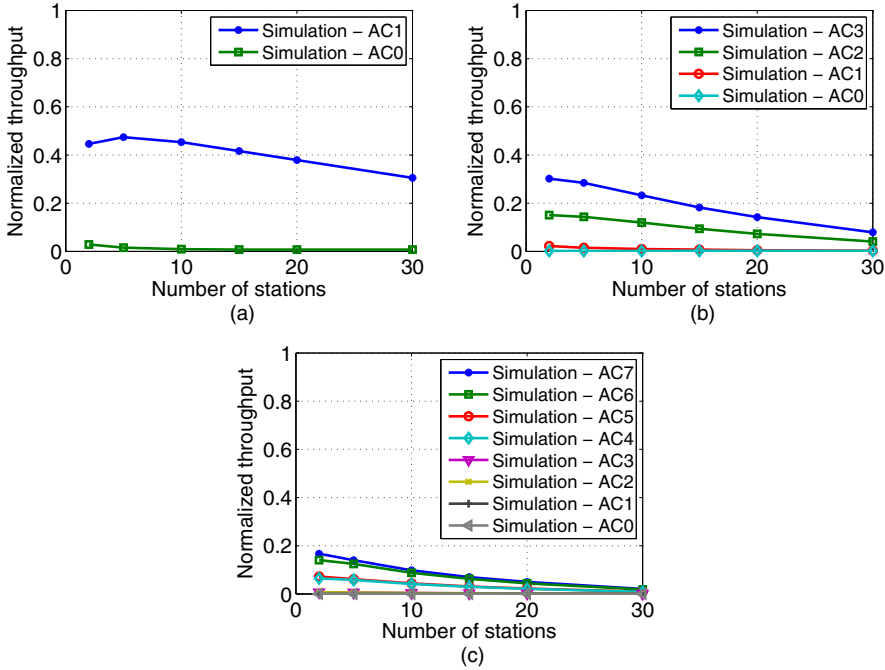 1
0.8
0.6
0.4
0.2
0
Normalized throughput
Simulation − AC1
Simulation − AC0
0
10
20
30
Number of stations
(a)
1
0.8
0.6
0.4
0.2
0
Normalized throughput
Simulation − AC3
Simulation − AC2
Simulation − AC1
Simulation − AC0
0
10
20
30
Number of stations
(b)
1
0.8
0.6
0.4
0.2
0
Normalized throughput
Simulation − AC7
Simulation − AC6
Simulation − AC5
Simulation − AC4
Simulation − AC3
Simulation − AC2
Simulation − AC1
Simulation − AC0
0
10
20
30
Number of stations
(c)